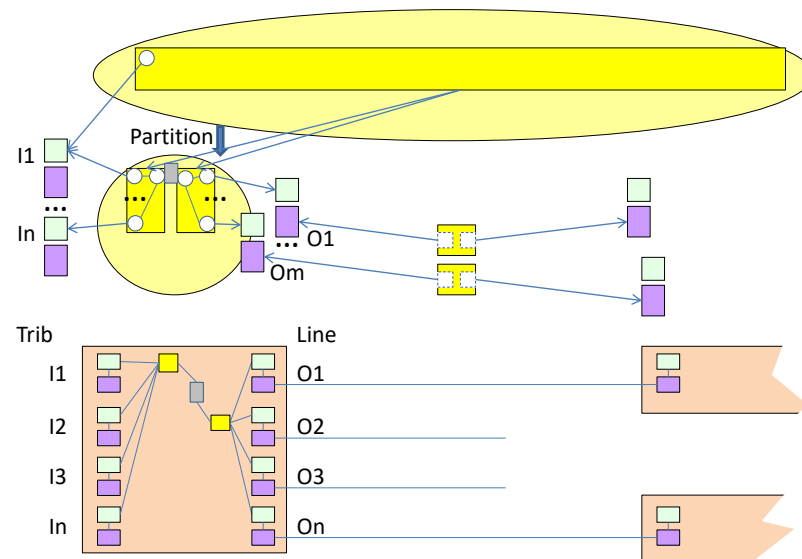 Partition
I1
...
...
...
In
O1
...
Om
Trib
Line
I1
O1
I2
O2
I3
O3
In
On